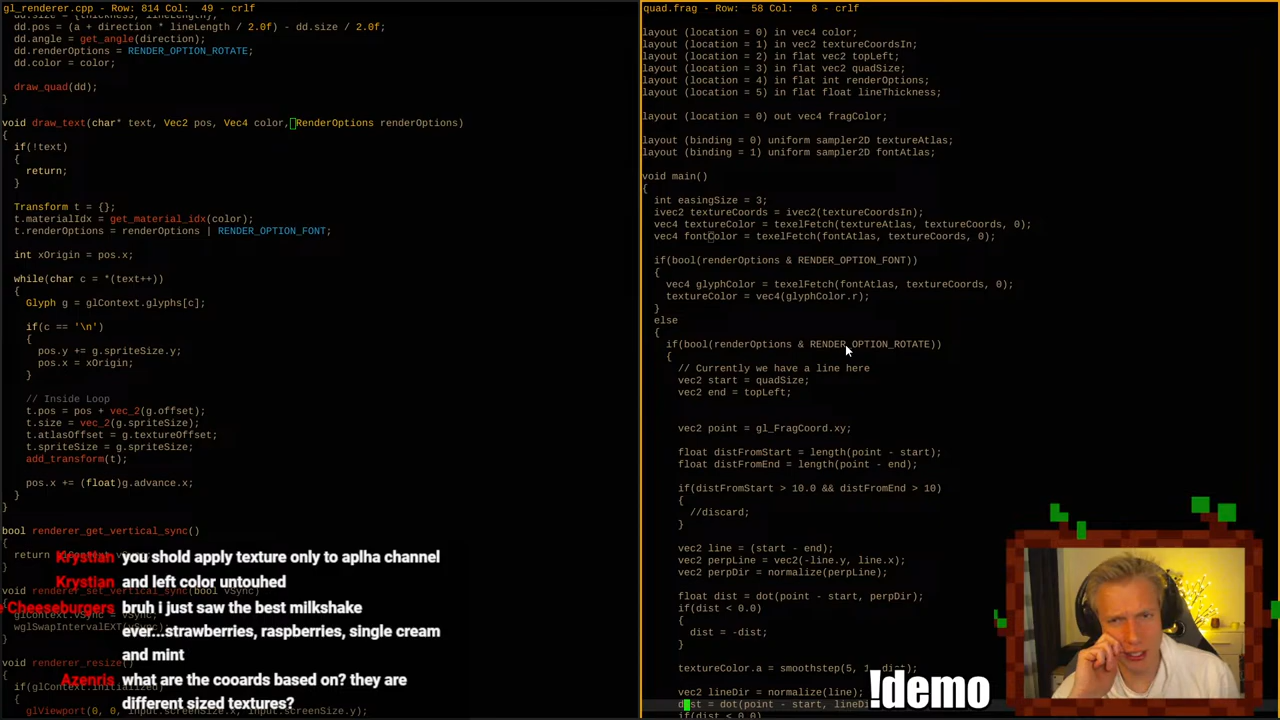 gl_renderer.cpp - Row: 814 Col: 49 - crlf
dd.pos = (a + direction * lineLength / 2.0f) - dd.size / 2.0f;
dd.angle = get_angle(direction);
dd.renderOptions = RENDER_OPTION_ROTATE;
dd.color = color;
draw_quad(dd);
}
void draw_text(char* text, Vec2 pos, Vec4 color, RenderOptions renderOptions)
{
if(!text)
{
return;
}
Transform t = {};
t.materialIdx = get_material_idx(color);
t.renderOptions = renderOptions | RENDER_OPTION_FONT;
int xOrigin = pos.x;
while(char c = *(text++))
{
Glyph g = glContext.glyphs[c];
if(c == '\n')
{
pos.y += g.spriteSize.y;
pos.x = xOrigin;
}
// Inside Loop
t.pos = pos + vec_2(g.offset);
t.size = vec_2(g.spriteSize);
t.atlasOffset = g.textureOffset;
t.spriteSize = g.spriteSize;
add_transform(t);
pos.x += (float)g.advance.x;
}
}
bool renderer_get_vertical_sync()
{
return
void renderer_resize()
{
glViewport(0, 0, input.screenSize.x, input.screenSize.y);
Krystian you shold apply texture only to aplha channel
Krystian and left color untouhed
-Cheeseburgers bruh i just saw the best milkshake
ever...strawberries, raspberries, single cream
and mint
Azenris what are the cooards based on? they are
different sized textures?
quad.frag - Row: 58 Col: 8 - crlf
layout (location = 0) in vec4 color;
layout (location = 1) in vec2 textureCoordsIn;
layout (location = 2) in flat vec2 topLeft;
layout (location = 3) in flat vec2 quadSize;
layout (location = 4) in flat int renderOptions;
layout (location = 5) in flat float lineThickness;
layout (location = 0) out vec4 fragColor;
layout (binding = 0) uniform sampler2D textureAtlas;
layout (binding = 1) uniform sampler2D fontAtlas;
void main()
{
int easingSize = 3;
ivec2 textureCoords = ivec2(textureCoordsIn);
vec4 textureColor = texelFetch(textureAtlas, textureCoords, 0);
vec4 fontColor = texelFetch(fontAtlas, textureCoords, 0);
if(bool(renderOptions & RENDER_OPTION_FONT))
{
vec4 glyphColor = texelFetch(fontAtlas, textureCoords, 0);
textureColor = vec4(glyphColor.r);
}
else
{
if(bool(renderOptions & RENDER_OPTION_ROTATE))
{
// Currently we have a line here
vec2 start = quadSize;
vec2 end = topLeft;
vec2 point = gl_FragCoord.xy;
float distFromStart = length(point - start);
float distFromEnd = length(point - end);
if(distFromStart > 10.0 && distFromEnd > 10)
{
//discard;
}
vec2 line = (start - end);
vec2 perpLine = vec2(-line.y, line.x);
vec2 perpDir = normalize(perpLine);
float dist = dot(point - start, perpDir);
if(dist < 0.0)
{
dist = -dist;
}
textureColor.a = smoothstep(5, 1, dist);
vec2 lineDir = normalize(line);
dist = dot(point - start, lineDi
if(dist < 0.0)
!demo